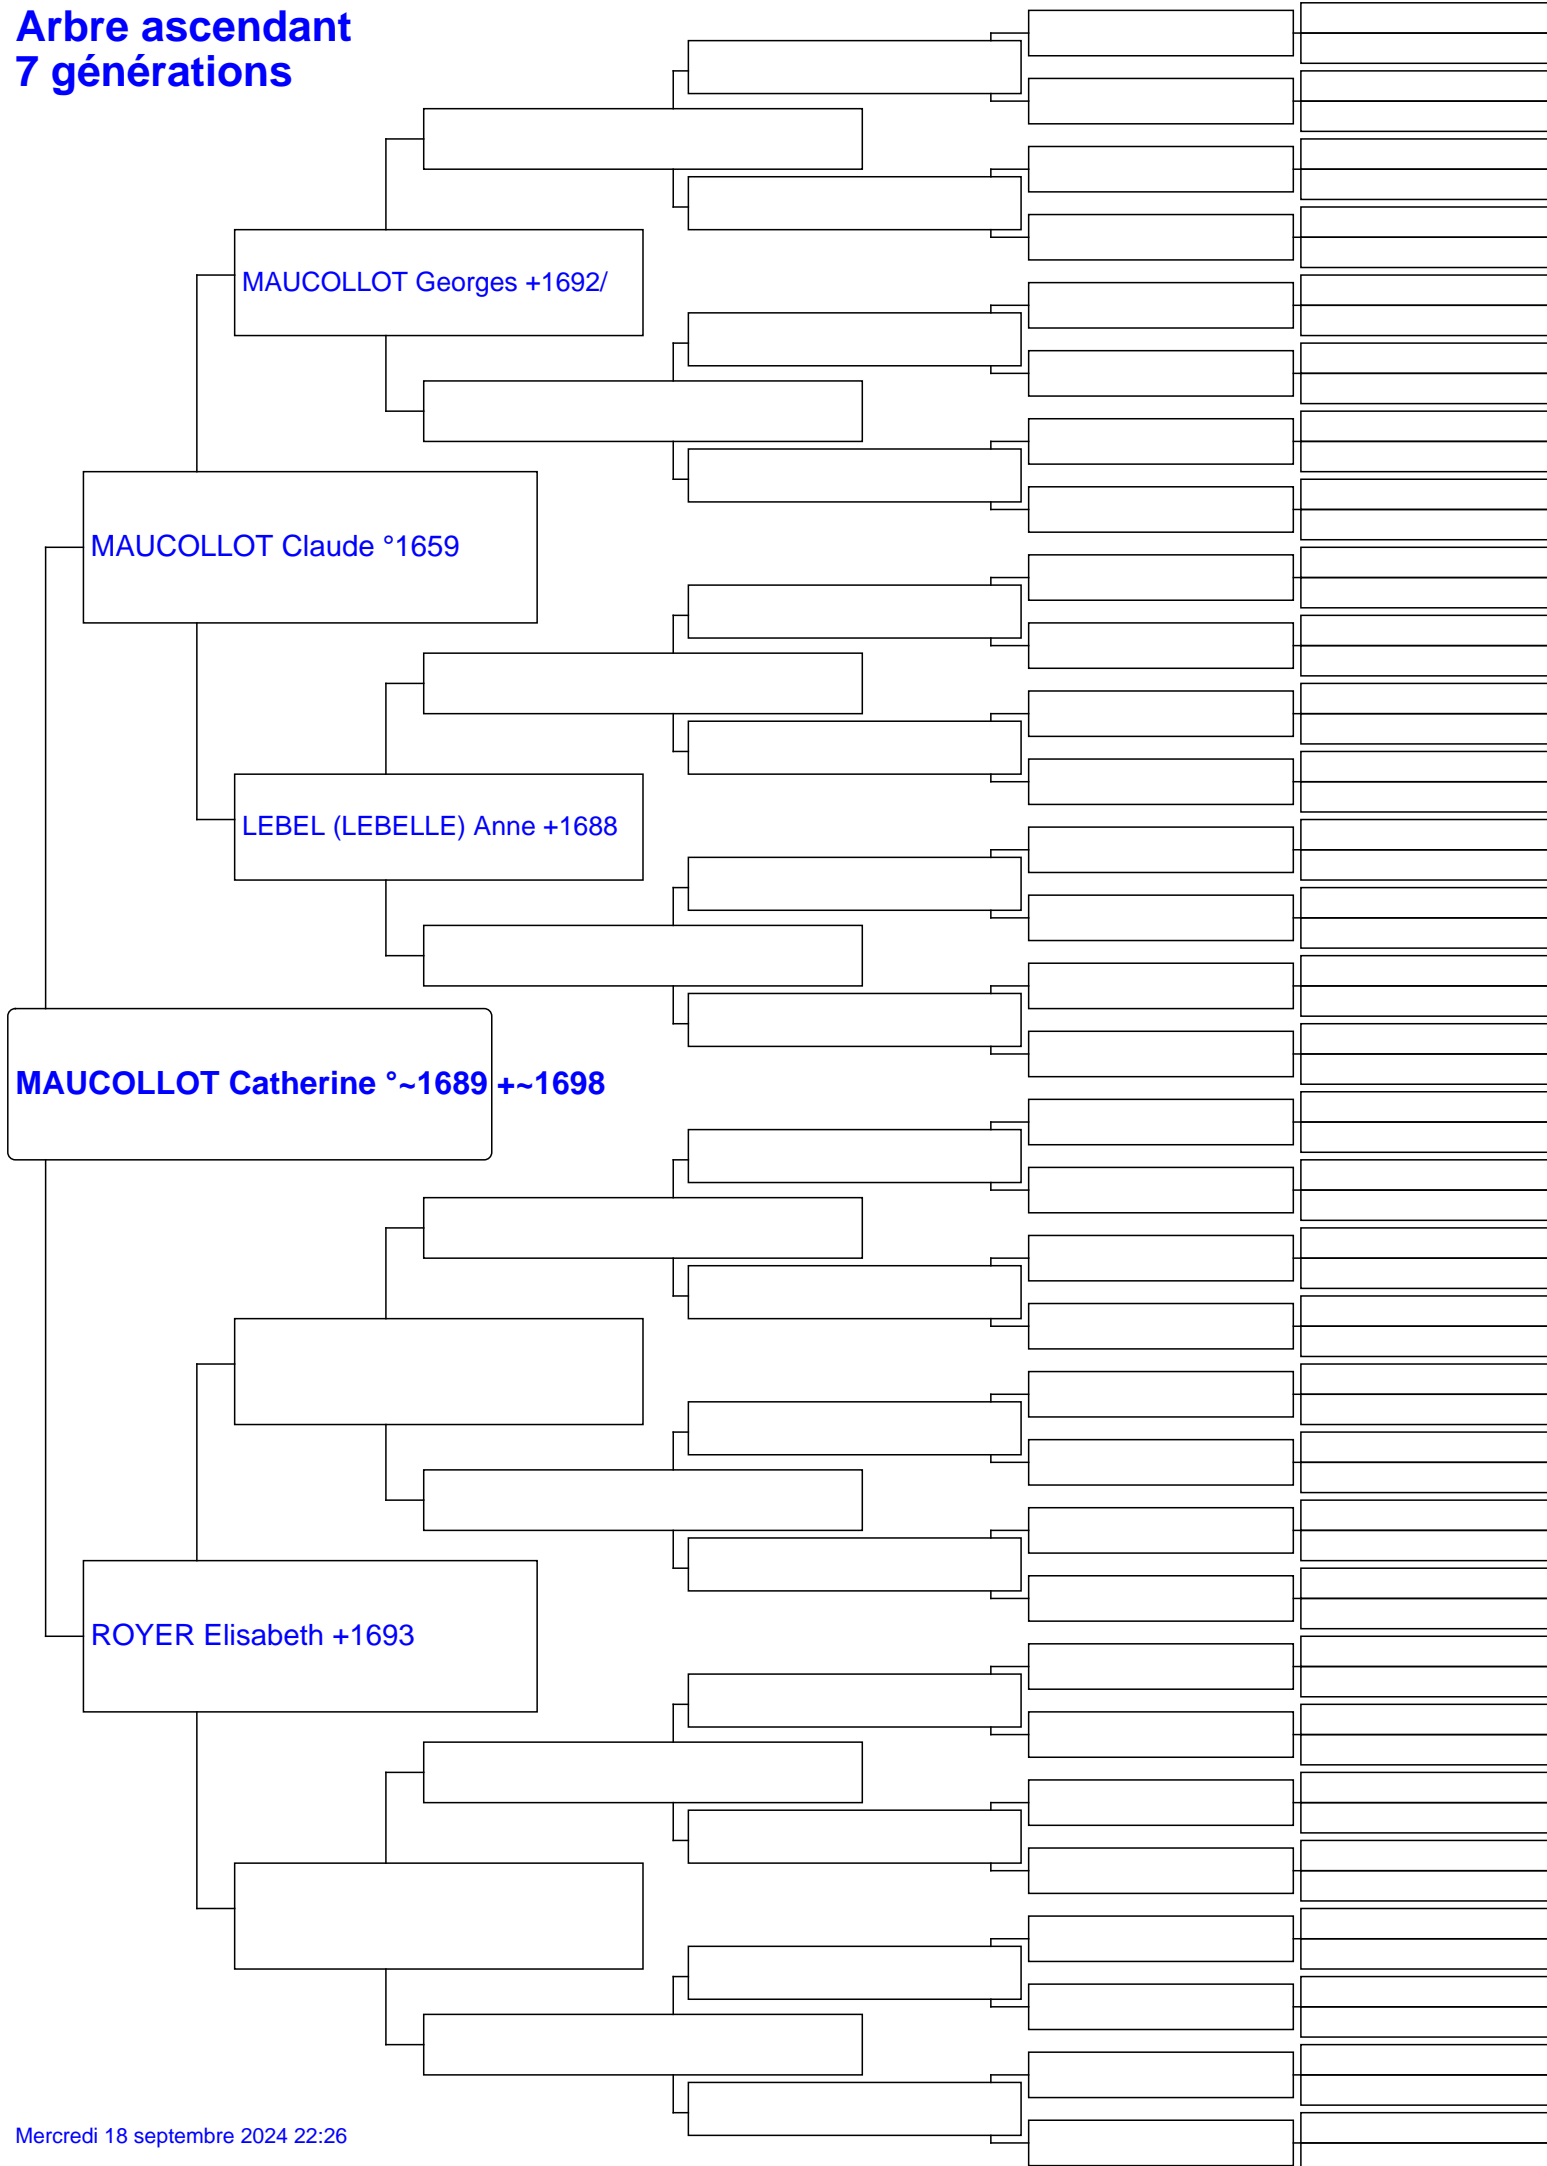 Arbre ascendant
7 générations
MAUCOLLOT Georges +1692/
MAUCOLLOT Claude °1659
LEBEL (LEBELLE) Anne +1688
MAUCOLLOT Catherine °~1689 +~1698
ROYER Elisabeth +1693
Mercredi 18 septembre 2024 22:26